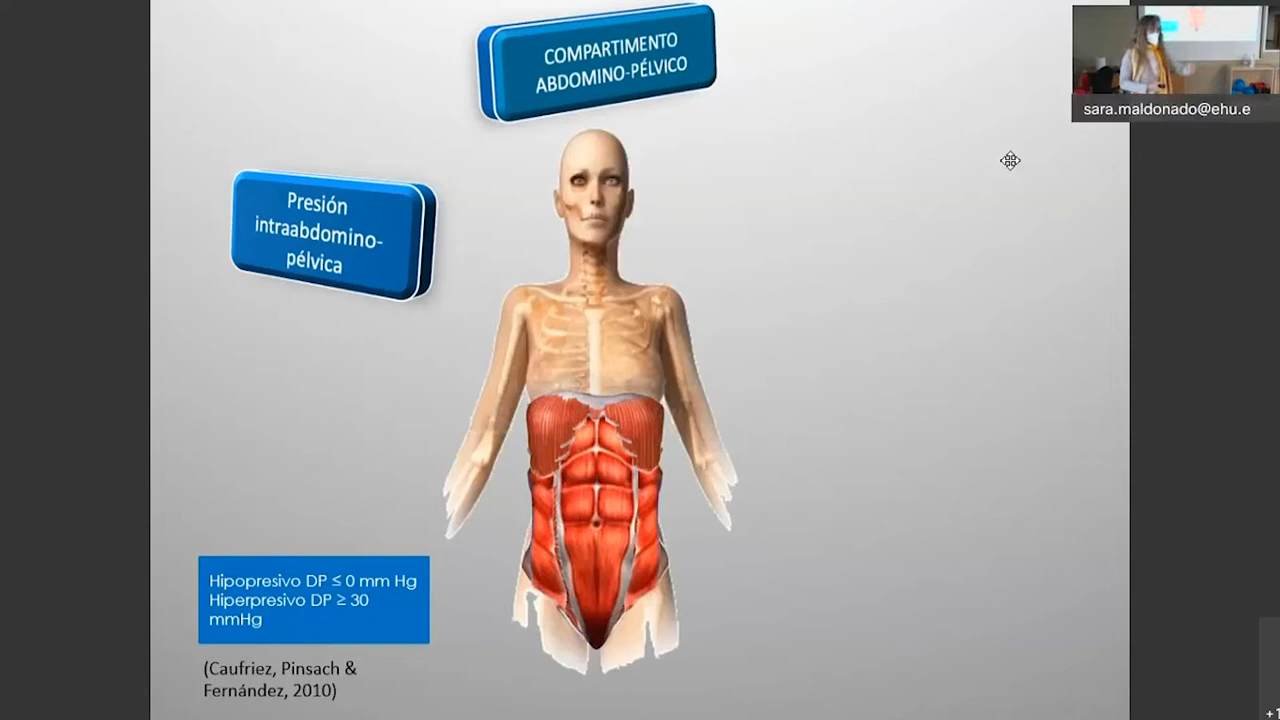 COMPARTIMENTO
ABDOMINO-PÉLVICO
sara.maldonado@ehu.e
Presión
intraabdomino-
pélvica
Hipopresivo DP ≤ 0 mm Hg
Hiperpresivo DP ≥ 30
mmHg
(Caufriez, Pinsach &
Fernández, 2010)